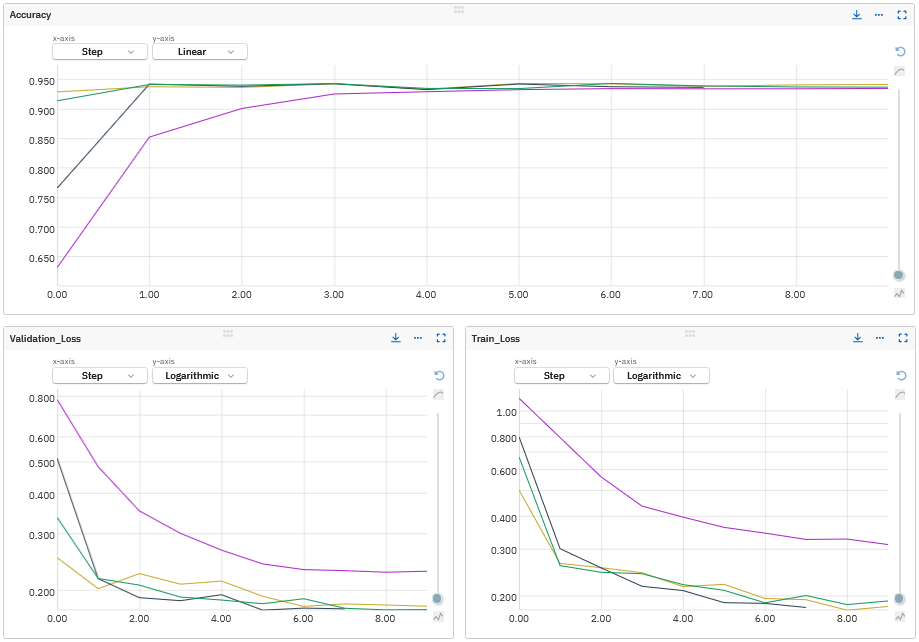 Accuracy
x-axis y-axis
Step Linear
0.950
0.900
0.850
0.800
0.750
0.700
0.650
0.00 1.00 2.00 3.00 4.00 5.00 6.00 7.00 8.00
Validation_Loss
x-axis y-axis
Step Logarithmic
0.800
0.600
0.500
0.400
0.300
0.200
0.00 2.00 4.00 6.00 8.00
Train_Loss
x-axis y-axis
Step Logarithmic
1.00
0.800
0.600
0.400
0.300
0.200
0.00 2.00 4.00 6.00 8.00